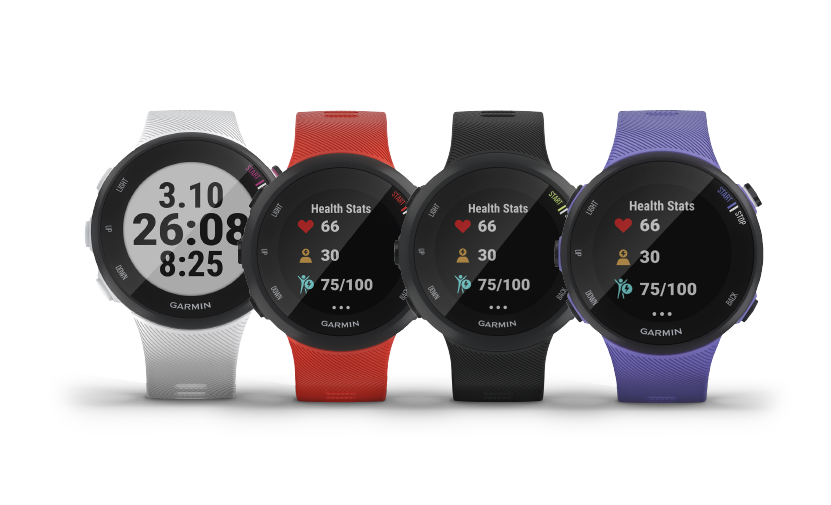 START
LIGHT
3.10
UP
26:08
8:25
DOWN
GARMIN
START
LIGHT
Health Stats
66
30
75/100
DOWN
GARMIN
START
LIGHT
Health Stats
66
UP
30
75/100
DOWN
BACK
GARMIN
START
STOP
LIGHT
Health Stats
66
30
75/100
DOWN
BACK
GARMIN